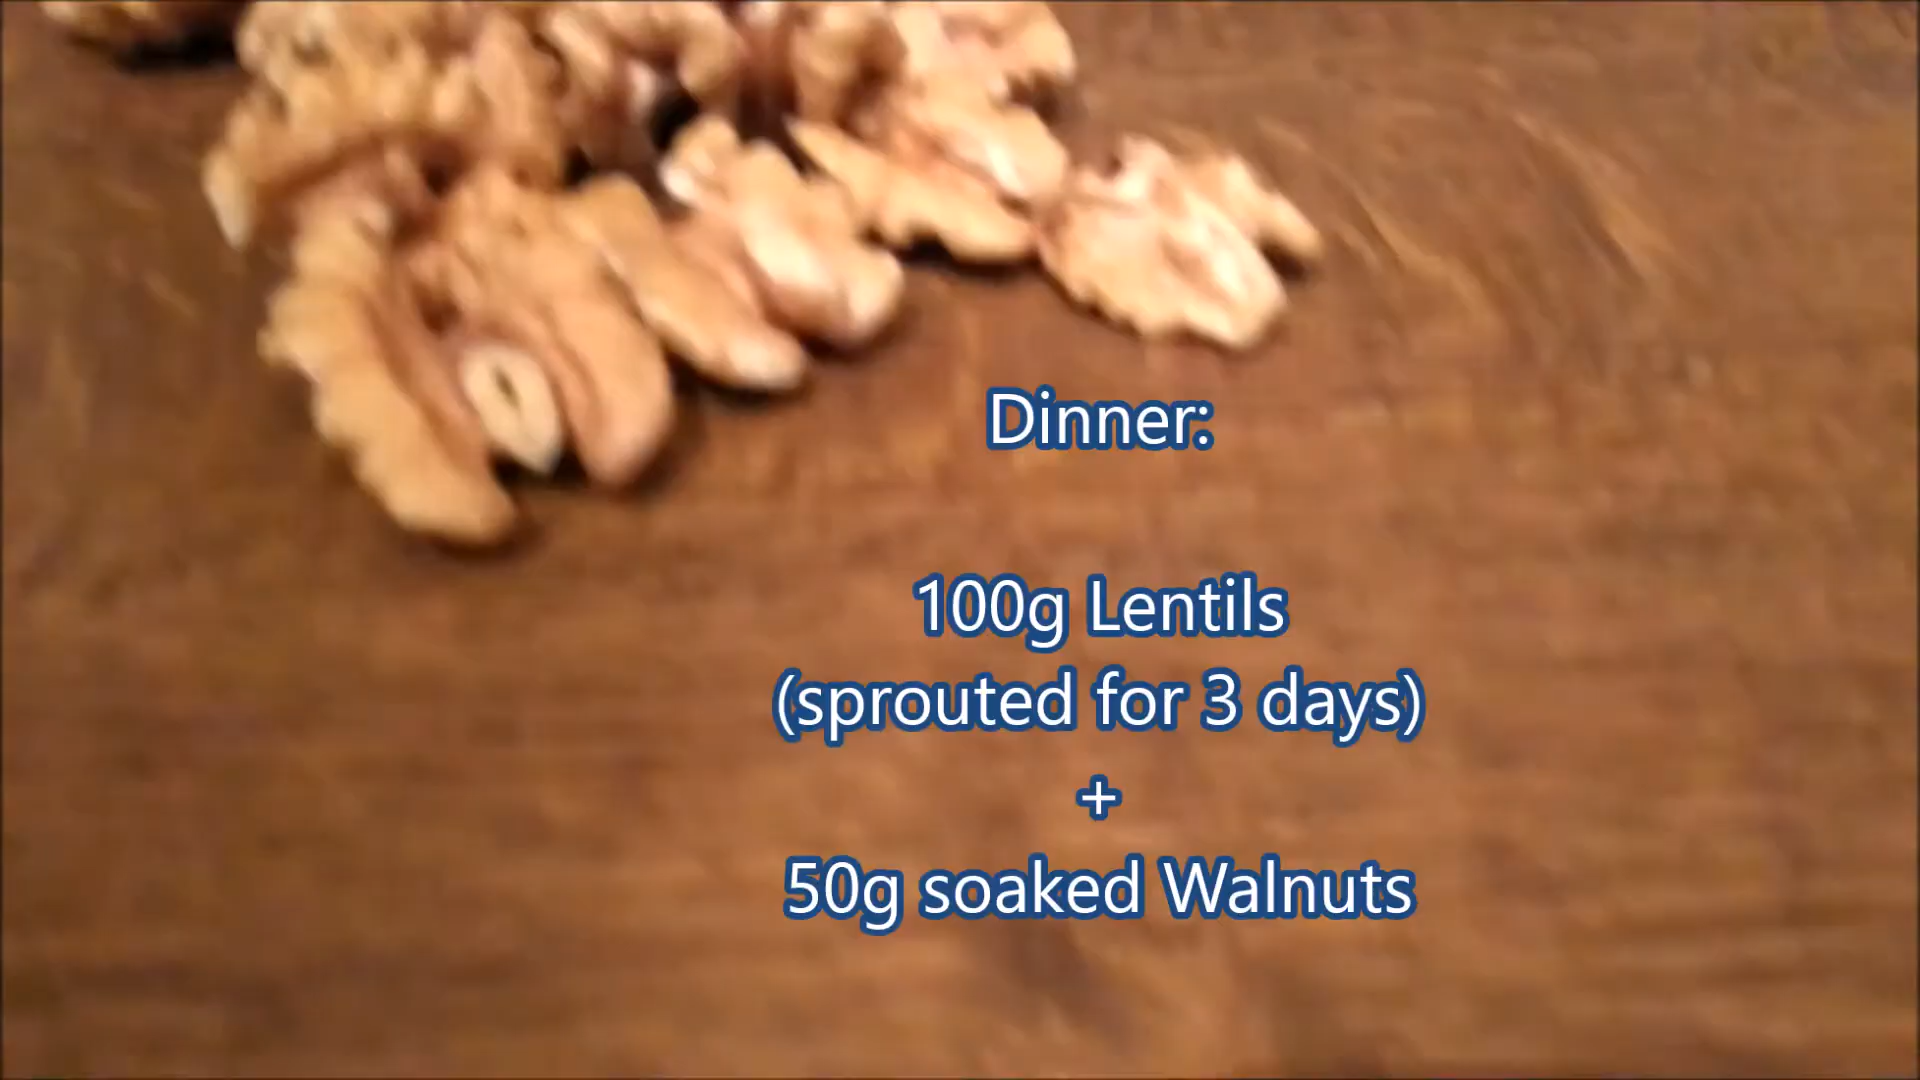 Dinner:
100g Lentils
(sprouted for 3 days)
+
50g soaked Walnuts